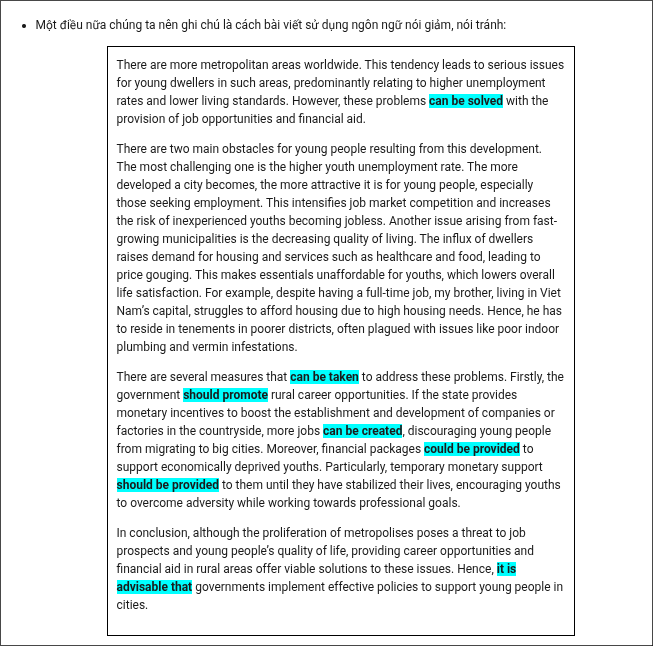 Một điều nữa chúng ta nên ghi chú là cách bài viết sử dụng ngôn ngữ nói giảm, nói tránh:
There are more metropolitan areas worldwide. This tendency leads to serious issues
for young dwellers in such areas, predominantly relating to higher unemployment
rates and lower living standards. However, these problems can be solved with the
provision of job opportunities and financial aid.
There are two main obstacles for young people resulting from this development.
The most challenging one is the higher youth unemployment rate. The more
developed a city becomes, the more attractive it is for young people, especially
those seeking employment. This intensifies job market competition and increases
the risk of inexperienced youths becoming jobless. Another issue arising from fast-
growing municipalities is the decreasing quality of living. The influx of dwellers
raises demand for housing and services such as healthcare and food, leading to
price gouging. This makes essentials unaffordable for youths, which lowers overall
life satisfaction. For example, despite having a full-time job, my brother, living in Viet
Nam’s capital, struggles to afford housing due to high housing needs. Hence, he has
to reside in tenements in poorer districts, often plagued with issues like poor indoor
plumbing and vermin infestations.
There are several measures that can be taken to address these problems. Firstly, the
government should promote rural career opportunities. If the state provides
monetary incentives to boost the establishment and development of companies or
factories in the countryside, more jobs can be created, discouraging young people
from migrating to big cities. Moreover, financial packages could be provided to
support economically deprived youths. Particularly, temporary monetary support
should be provided to them until they have stabilized their lives, encouraging youths
to overcome adversity while working towards professional goals.
In conclusion, although the proliferation of metropolises poses a threat to job
prospects and young people’s quality of life, providing career opportunities and
financial aid in rural areas offer viable solutions to these issues. Hence, it is
advisable that governments implement effective policies to support young people in
cities.